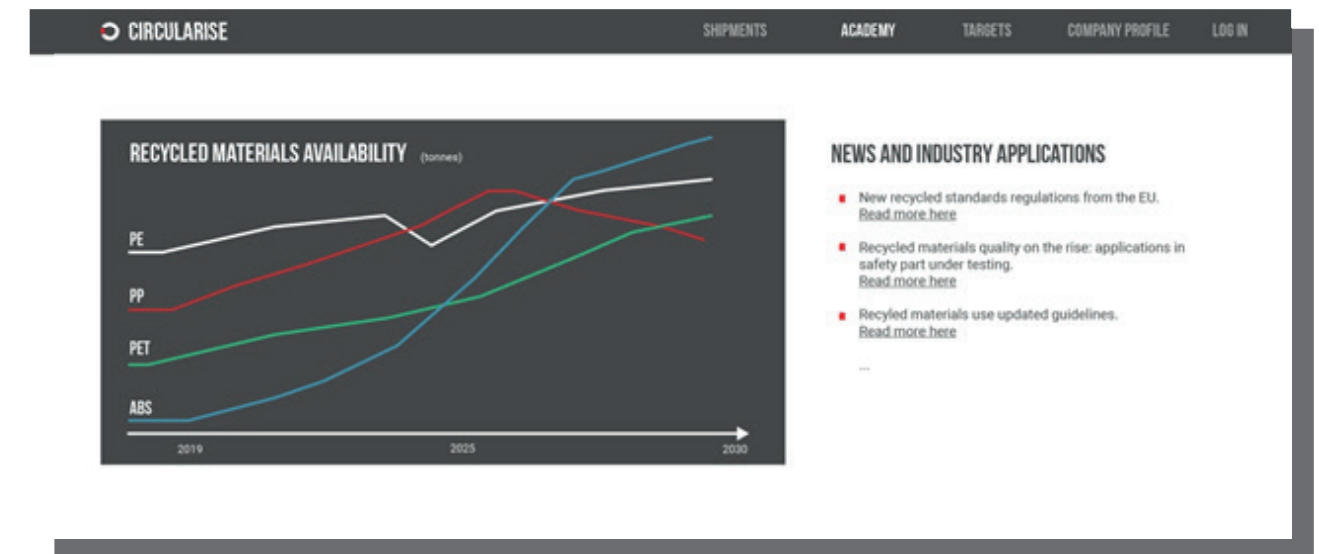 CIRCULARISE
SHIPMENTS
ACADEMY
TARGETS
COMPANY PROFILE
LOG IN
RECYCLED MATERIALS AVAILABILITY (tonnes)
PE
PP
PET
ABS
2019
2025
2030
NEWS AND INDUSTRY APPLICATIONS
New recycled standards regulations from the EU.
Read more here
Recycled materials quality on the rise: applications in
safety part under testing.
Read more here
Recyled materials use updated guidelines.
Read more here
...